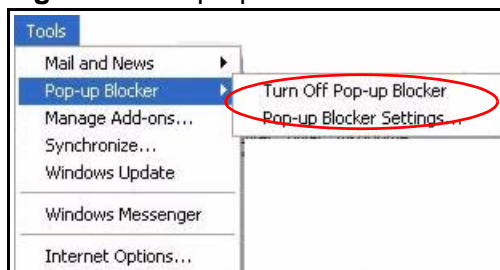 Tools
Mail and News
Pop-up Blocker
Turn Off Pop-up Blocker
Manage Add-ons...
Pop-up Blocker Settings...
Synchronize...
Windows Update
Windows Messenger
Internet Options...